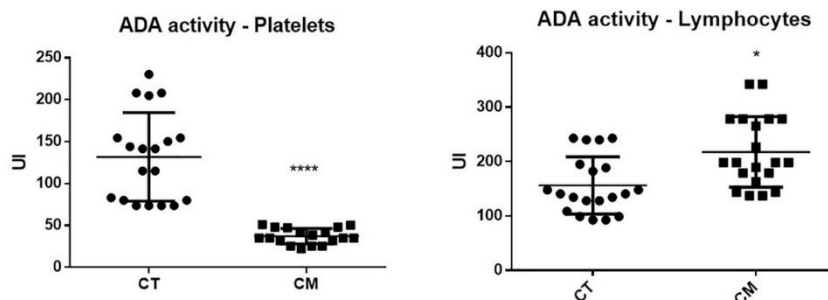 ADA activity - Platelets
UI
250
200
150
100
50
0
****
CT
CM
ADA activity - Lymphocytes
UI
400
300
200
100
0
*
CT
CM